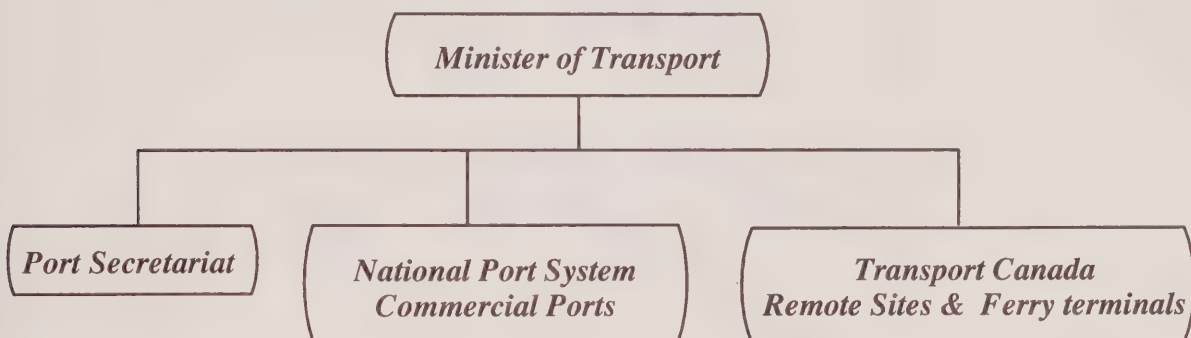 Minister of Transport
Port Secretariat
National Port System
Commercial Ports
Transport Canada
Remote Sites & Ferry terminals